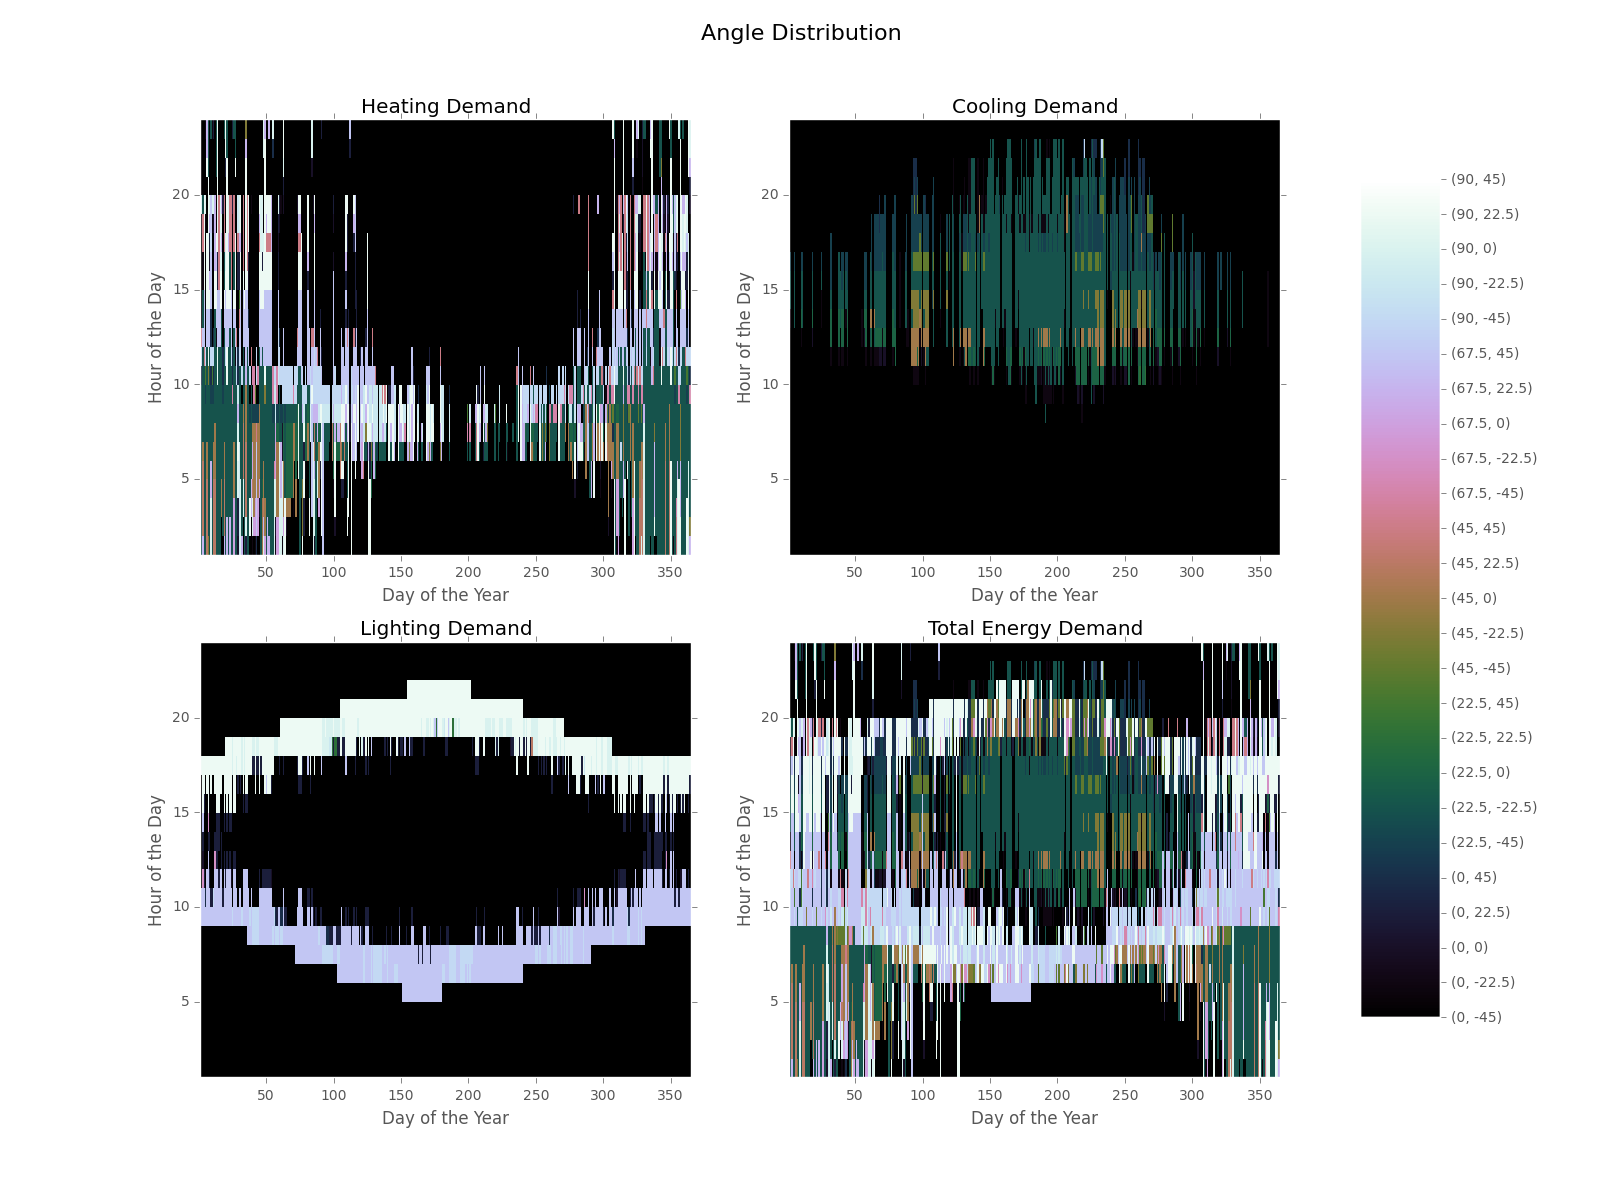 Angle Distribution
Heating Demand
Hour of the Day
20
15
10
5
50 100 150 200 250 300 350
Day of the Year
Cooling Demand
Hour of the Day
20
15
10
5
50 100 150 200 250 300 350
Day of the Year
Lighting Demand
Hour of the Day
20
15
10
5
50 100 150 200 250 300 350
Day of the Year
Total Energy Demand
Hour of the Day
20
15
10
5
50 100 150 200 250 300 350
Day of the Year
(90, 45)
(90, 22.5)
(90, 0)
(90, -22.5)
(90, -45)
(67.5, 45)
(67.5, 22.5)
(67.5, 0)
(67.5, -22.5)
(67.5, -45)
(45, 45)
(45, 22.5)
(45, 0)
(45, -22.5)
(45, -45)
(22.5, 45)
(22.5, 22.5)
(22.5, 0)
(22.5, -22.5)
(22.5, -45)
(0, 45)
(0, 22.5)
(0, 0)
(0, -22.5)
(0, -45)